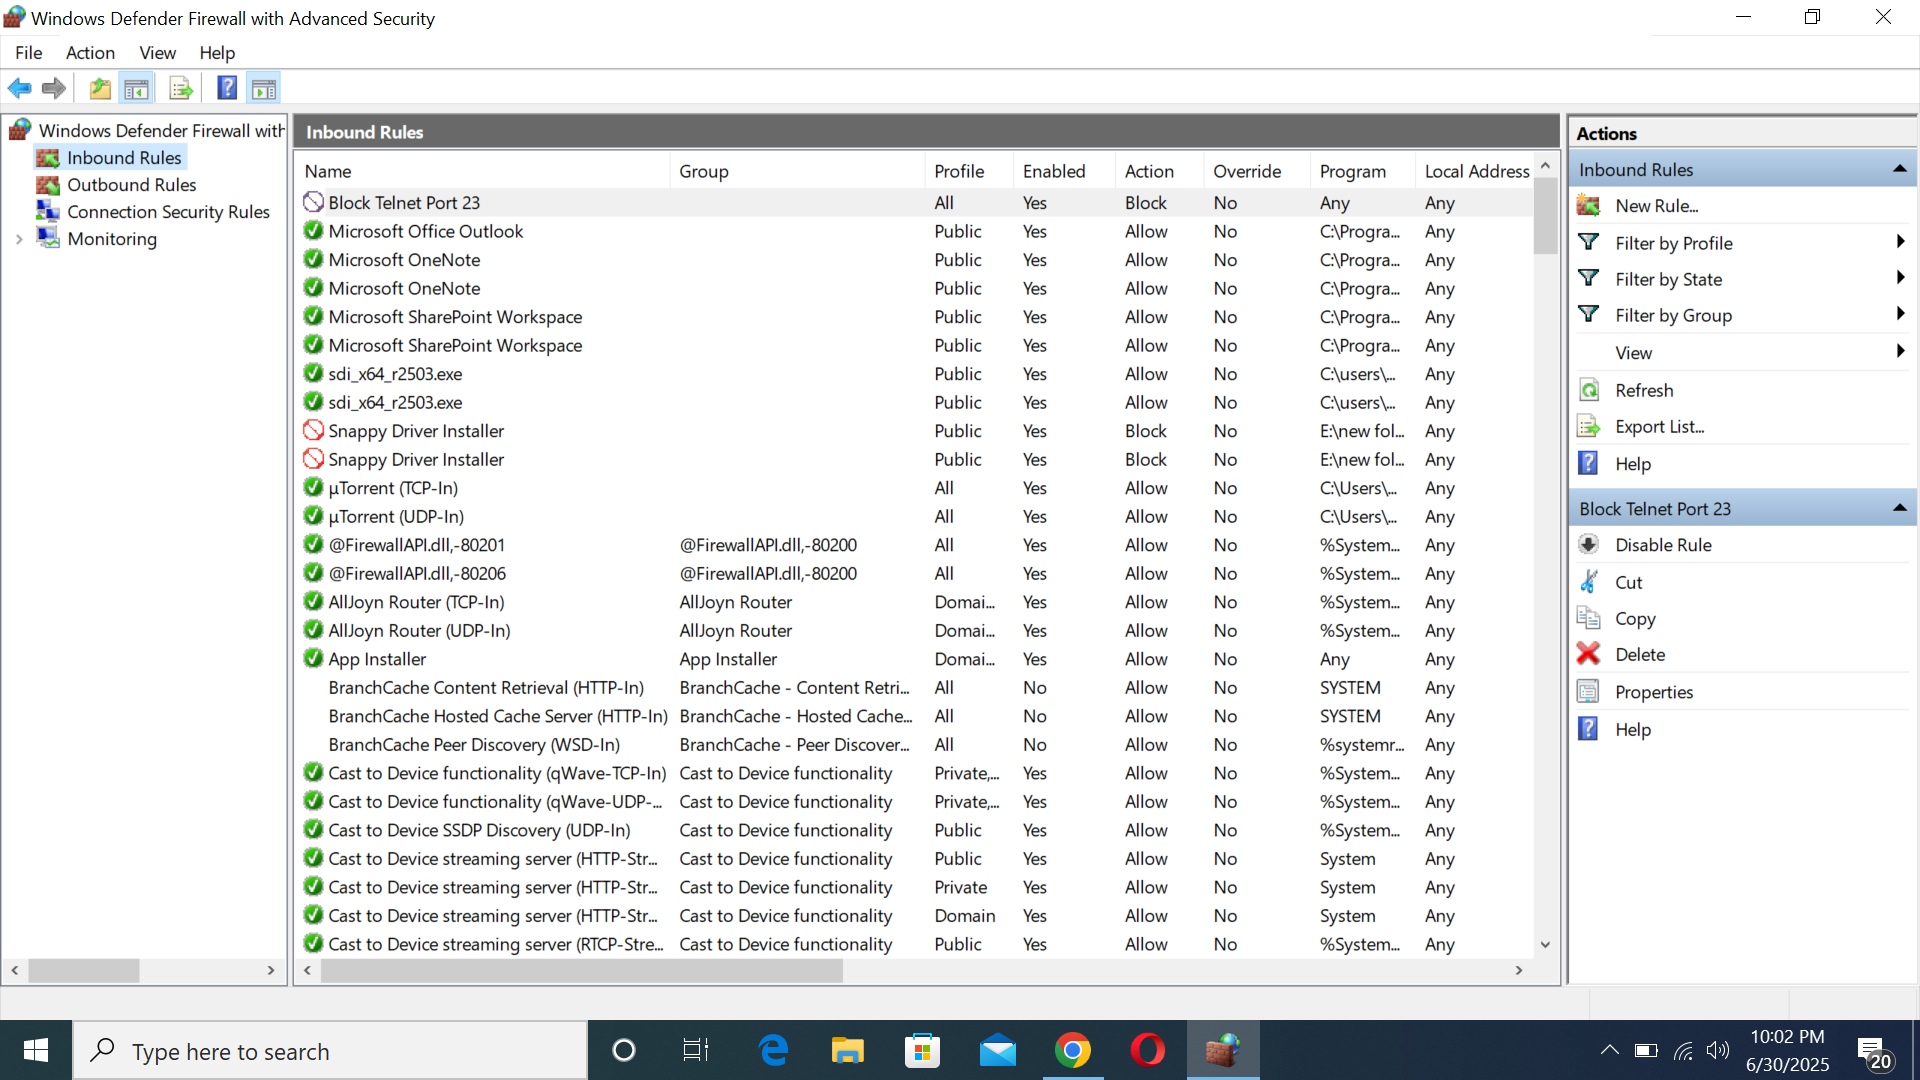 Windows Defender Firewall with Advanced Security
File Action View Help
Windows Defender Firewall with
Inbound Rules
Outbound Rules
Connection Security Rules
Monitoring
Inbound Rules
Name Group Profile Enabled Action Override Program Local Address
Block Telnet Port 23 All Yes Block No Any Any
Microsoft Office Outlook Public Yes Allow No C:\Progra... Any
Microsoft OneNote Public Yes Allow No C:\Progra... Any
Microsoft OneNote Public Yes Allow No C:\Progra... Any
Microsoft SharePoint Workspace Public Yes Allow No C:\Progra... Any
Microsoft SharePoint Workspace Public Yes Allow No C:\Progra... Any
sdi_x64_r2503.exe Public Yes Allow No C:\users\... Any
sdi_x64_r2503.exe Public Yes Allow No C:\users\... Any
Snappy Driver Installer Public Yes Block No E:\new fol... Any
Snappy Driver Installer Public Yes Block No E:\new fol... Any
µTorrent (TCP-In) All Yes Allow No C:\Users\... Any
µTorrent (UDP-In) All Yes Allow No C:\Users\... Any
@FirewallAPI.dll,-80201 @FirewallAPI.dll,-80200 All Yes Allow No %System... Any
@FirewallAPI.dll,-80206 @FirewallAPI.dll,-80200 All Yes Allow No %System... Any
AllJoyn Router (TCP-In) AllJoyn Router Domai... Yes Allow No %System... Any
AllJoyn Router (UDP-In) AllJoyn Router Domai... Yes Allow No %System... Any
App Installer App Installer Domai... Yes Allow No Any Any
BranchCache Content Retrieval (HTTP-In) BranchCache - Content Retri... All No Allow No SYSTEM Any
BranchCache Hosted Cache Server (HTTP-In) BranchCache - Hosted Cache... All No Allow No SYSTEM Any
BranchCache Peer Discovery (WSD-In) BranchCache - Peer Discover... All No Allow No %systemr... Any
Cast to Device functionality (qWave-TCP-In) Cast to Device functionality Private,... Yes Allow No %System... Any
Cast to Device functionality (qWave-UDP-... Cast to Device functionality Private,... Yes Allow No %System... Any
Cast to Device SSDP Discovery (UDP-In) Cast to Device functionality Public Yes Allow No %System... Any
Cast to Device streaming server (HTTP-Str... Cast to Device functionality Public Yes Allow No System Any
Cast to Device streaming server (HTTP-Str... Cast to Device functionality Private Yes Allow No System Any
Cast to Device streaming server (HTTP-Str... Cast to Device functionality Domain Yes Allow No System Any
Cast to Device streaming server (RTCP-Stre... Cast to Device functionality Public Yes Allow No %System... Any
Actions
Inbound Rules
New Rule...
Filter by Profile
Filter by State
Filter by Group
View
Refresh
Export List...
Help
Block Telnet Port 23
Disable Rule
Cut
Copy
Delete
Properties
Help
Type here to search
10:02 PM
6/30/2025
20